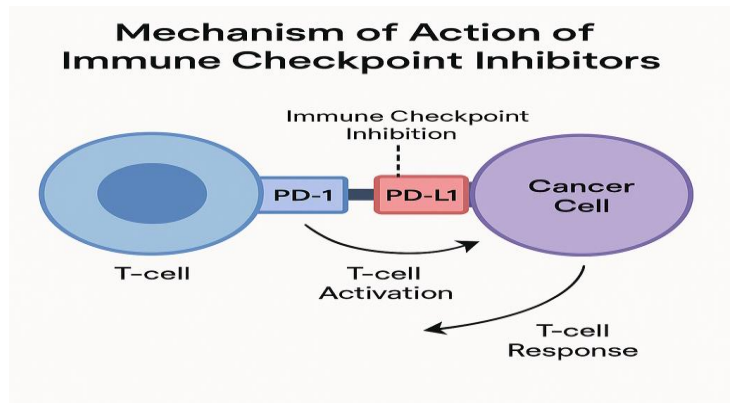 Mechanism of Action of
Immune Checkpoint Inhibitors
Immune Checkpoint
Inhibition
PD-1
PD-L1
Cancer
Cell
T-cell
T-cell
Activation
T-cell
Response